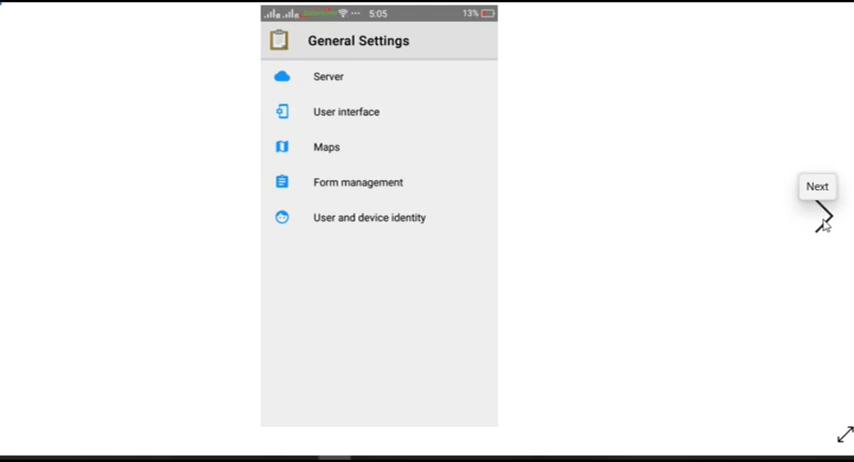 5:05 13%
General Settings
Server
User interface
Maps
Form management
User and device identity
Next